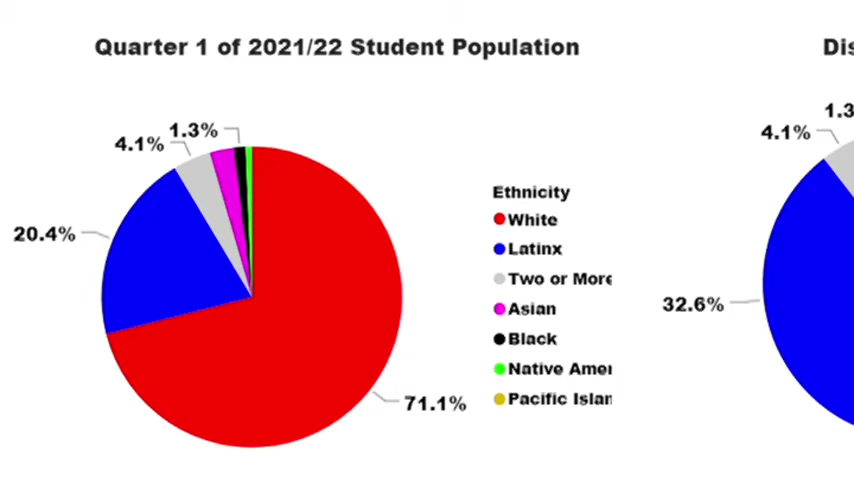 Quarter 1 of 2021/22 Student Population
Dis
1.3%
4.1%
20.4%
71.1%
Ethnicity
White
Latinx
Two or More
Asian
Black
Native Amer
Pacific Islan
1.3
4.1%
32.6%